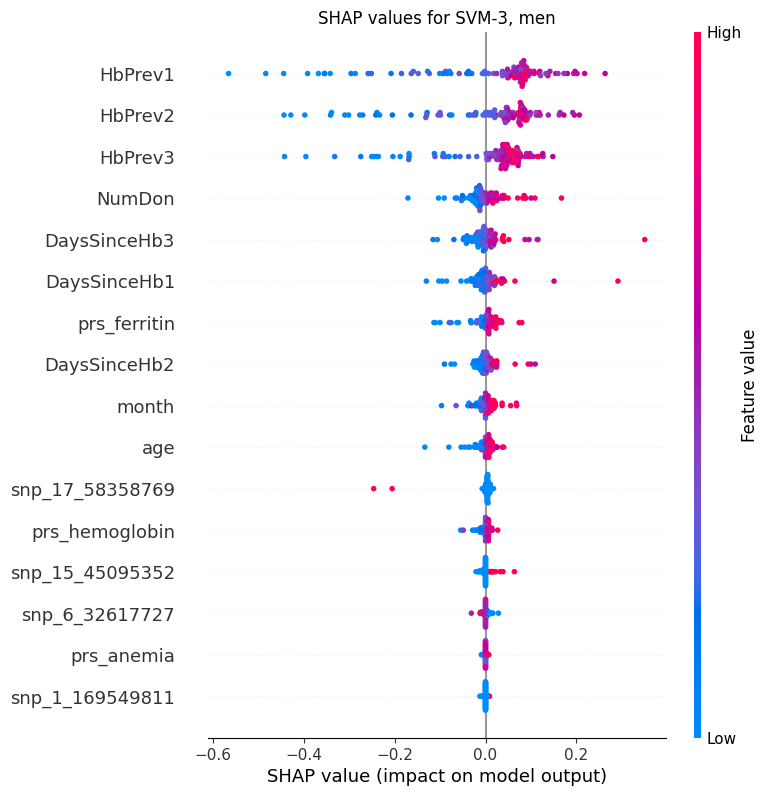 SHAP values for SVM-3, men
High
HbPrev1
HbPrev2
HbPrev3
NumDon
DaysSinceHb3
DaysSinceHb1
prs_ferritin
DaysSinceHb2
month
age
snp_17_58358769
prs_hemoglobin
snp_15_45095352
snp_6_32617727
prs_anemia
snp_1_169549811
Feature value
Low
−0.6 −0.4 −0.2 0.0 0.2
SHAP value (impact on model output)